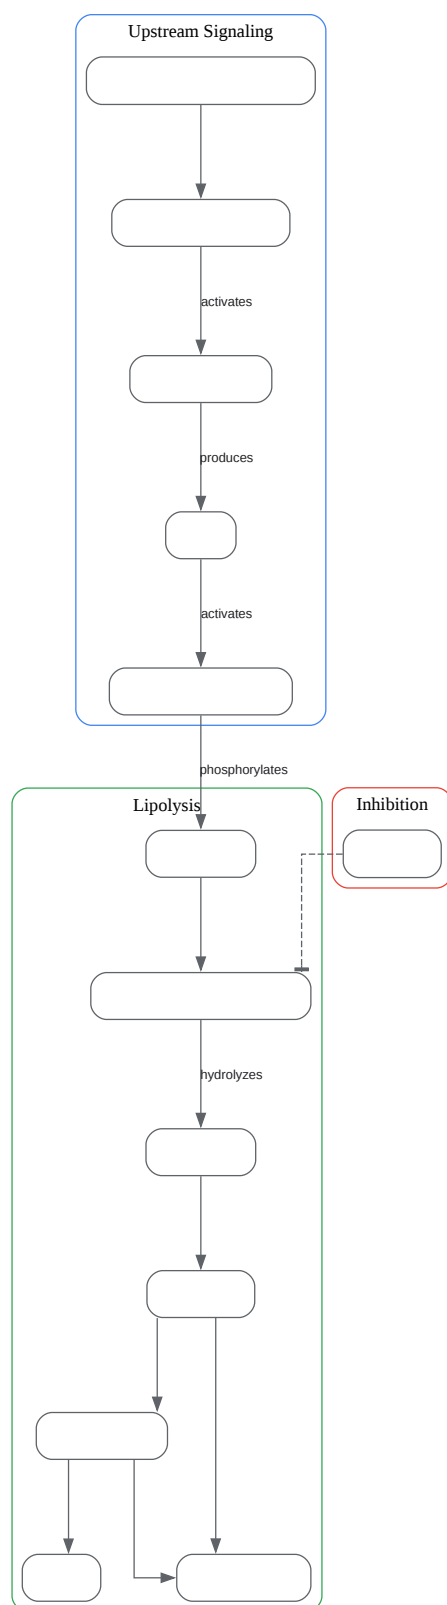 Upstream Signaling
activates
produces
activates
phosphorylates
Lipolysis
Inhibition
hydrolyzes